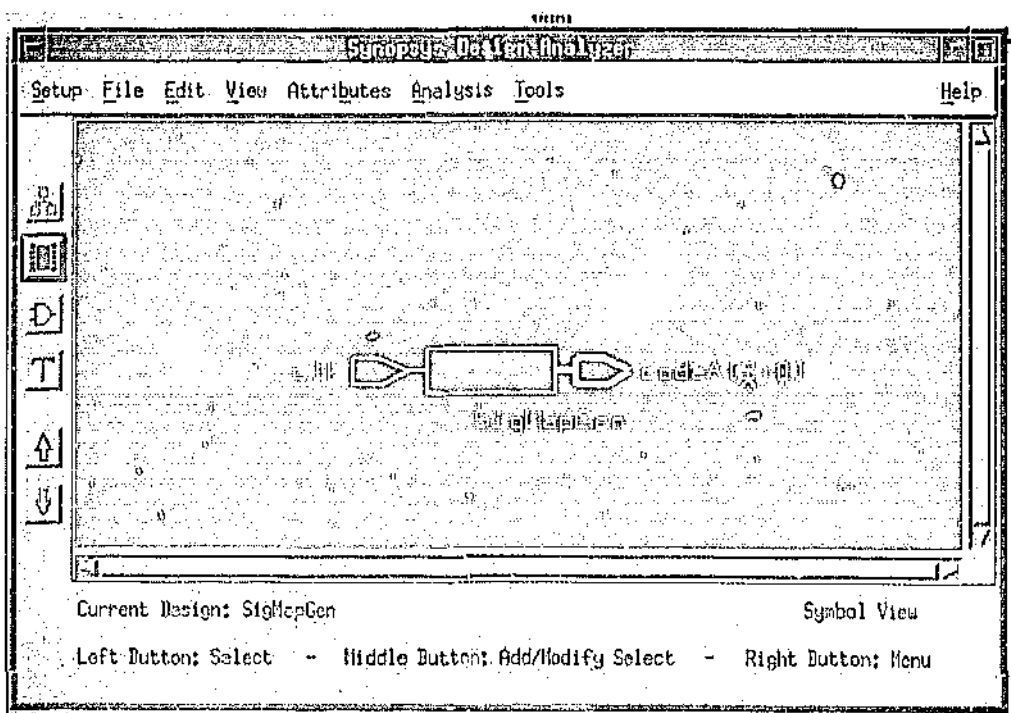 Synopsys Design Analyzer
Setup File Edit View Attributes Analysis Tools Help
SigMapGen
Current Design: SigMapGen Symbol View
Left Button: Select - Middle Button: Add/Modify Select - Right Button: Menu